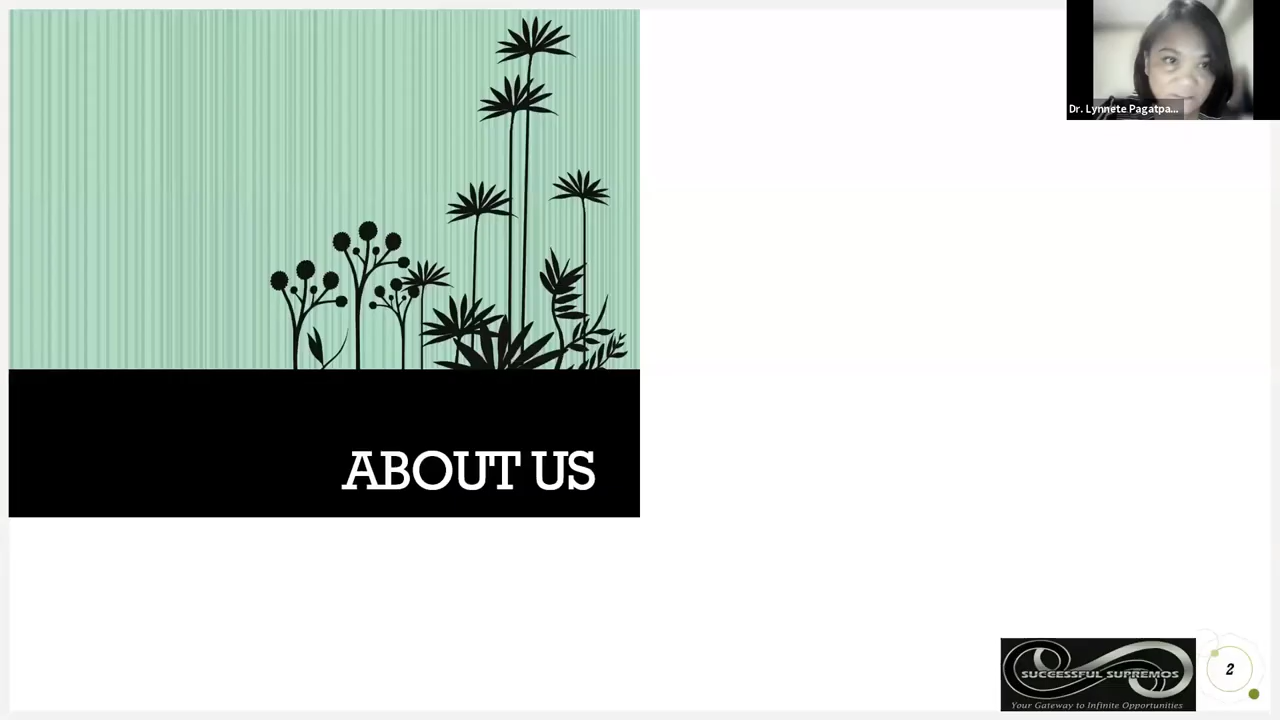 Dr. Lynnete Pagatpa...
ABOUT US
SUCCESSFUL SUPREMOS
Your Gateway to Infinite Opportunities
2